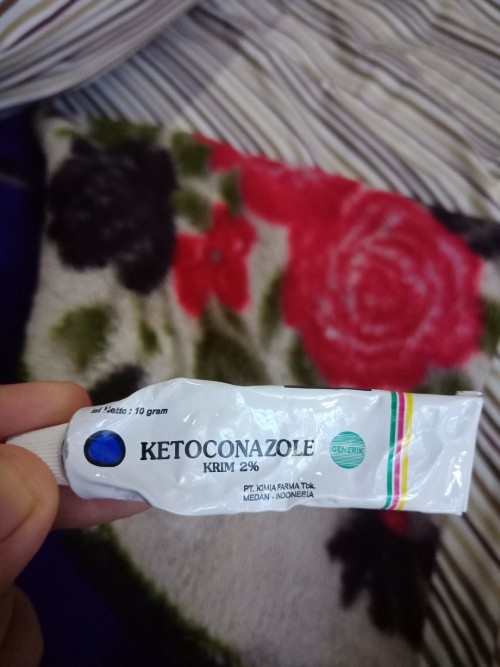 Netto : 10 gram
KETOCONAZOLE
KRIM 2%
GENERIK
PT. KIMIA FARMA Tbk.
MEDAN - INDONESIA